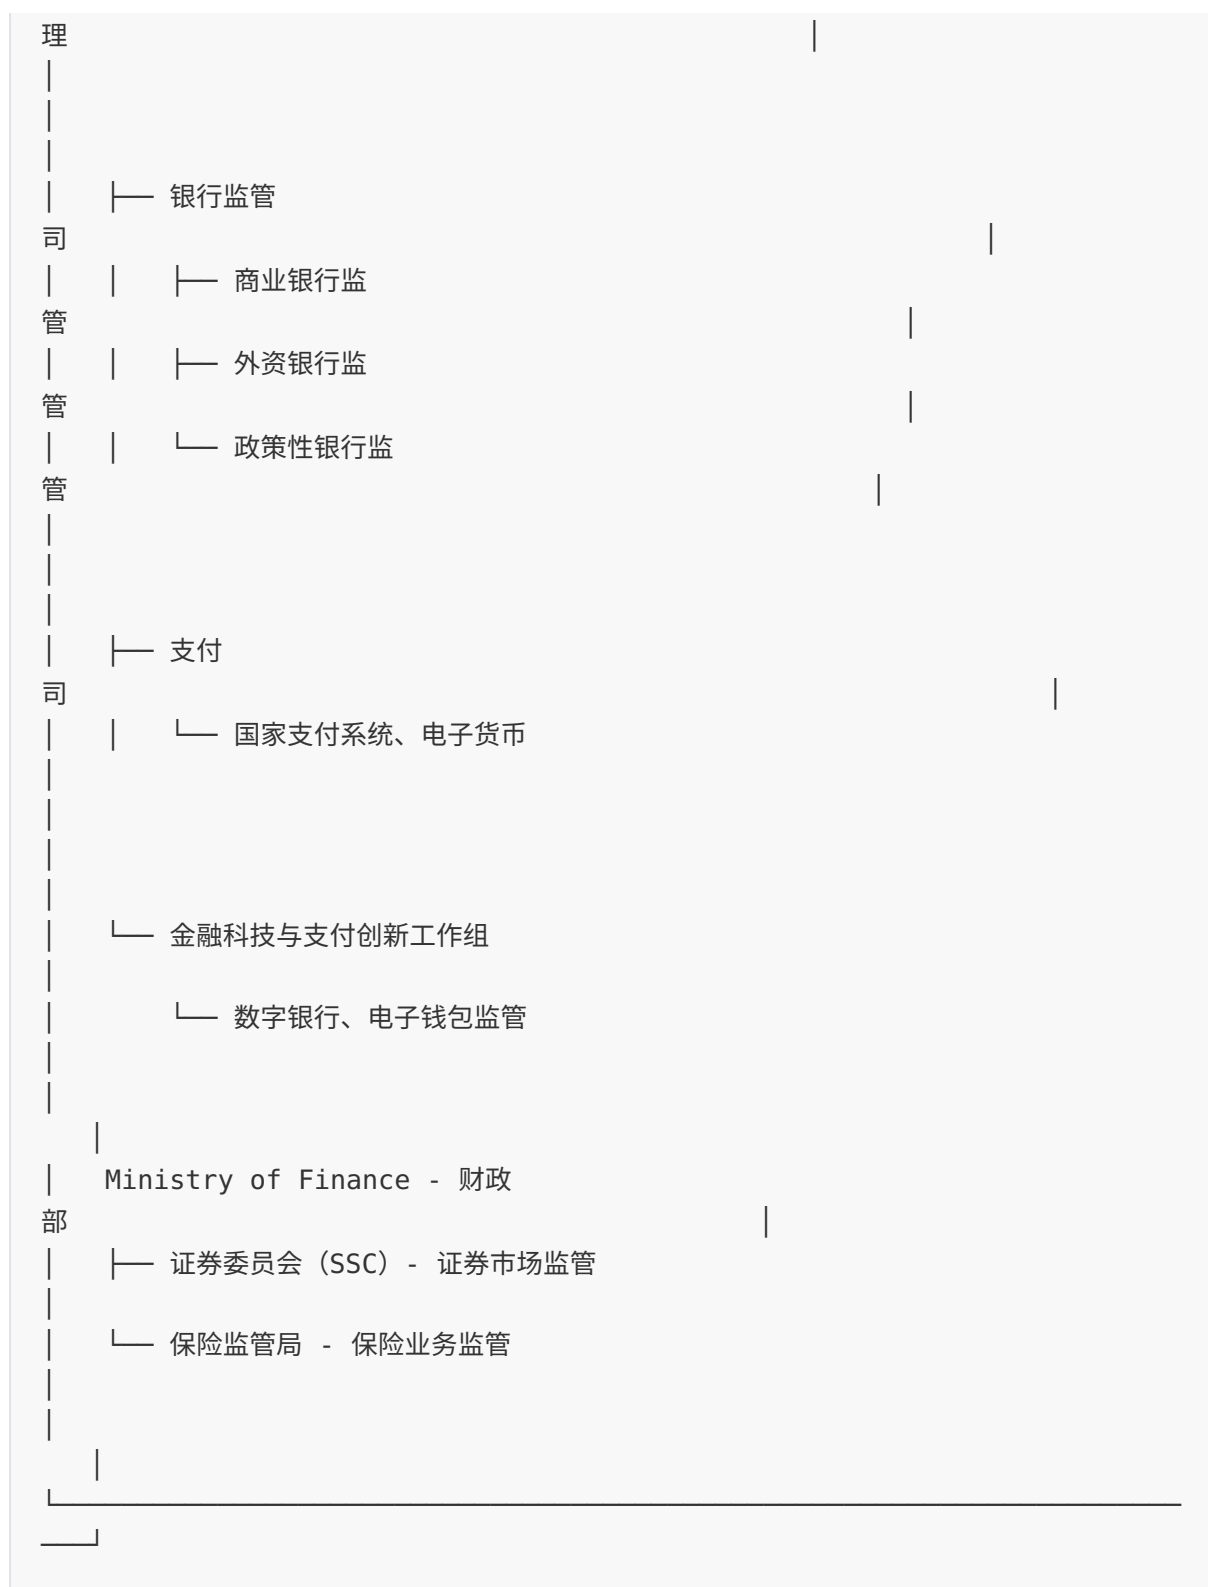 理 │
│
│
│
│ ├── 银行监管
司 │
│ │ ├── 商业银行监
管 │
│ │ ├── 外资银行监
管 │
│ │ └── 政策性银行监
管 │
│
│
│
│ ├── 支付
司 │
│ │ └── 国家支付系统、电子货币
│
│
│
│
│ └── 金融科技与支付创新工作组
│
│ └── 数字银行、电子钱包监管
│
│
│
│ Ministry of Finance - 财政
部 │
│ ├── 证券委员会（SSC）- 证券市场监管
│
│ └── 保险监管局 - 保险业务监管
│
│
│
└──────────────────────────────────────────────────────────────────────
───┘